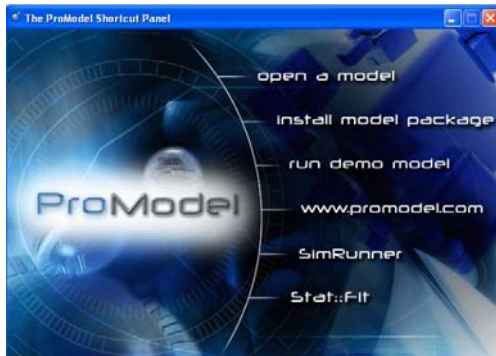 The ProModel Shortcut Panel
open a model
install model package
run demo model
ProModel
www.promodel.com
SimRunner
Stat::Fit